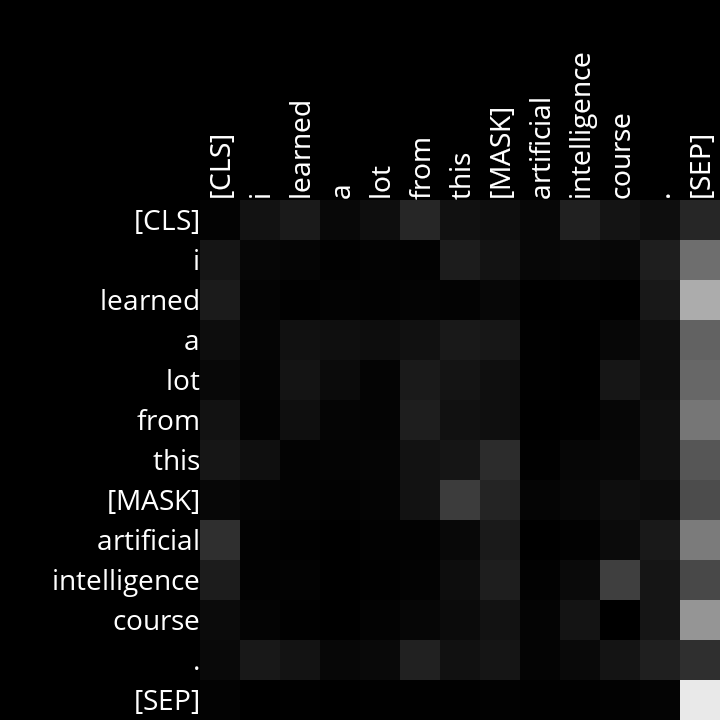 [CLS]
i
learned
a
lot
from
this
[MASK]
artificial
intelligence
course
.
[SEP]
[CLS]
i
learned
a
lot
from
this
[MASK]
artificial
intelligence
course
.
[SEP]